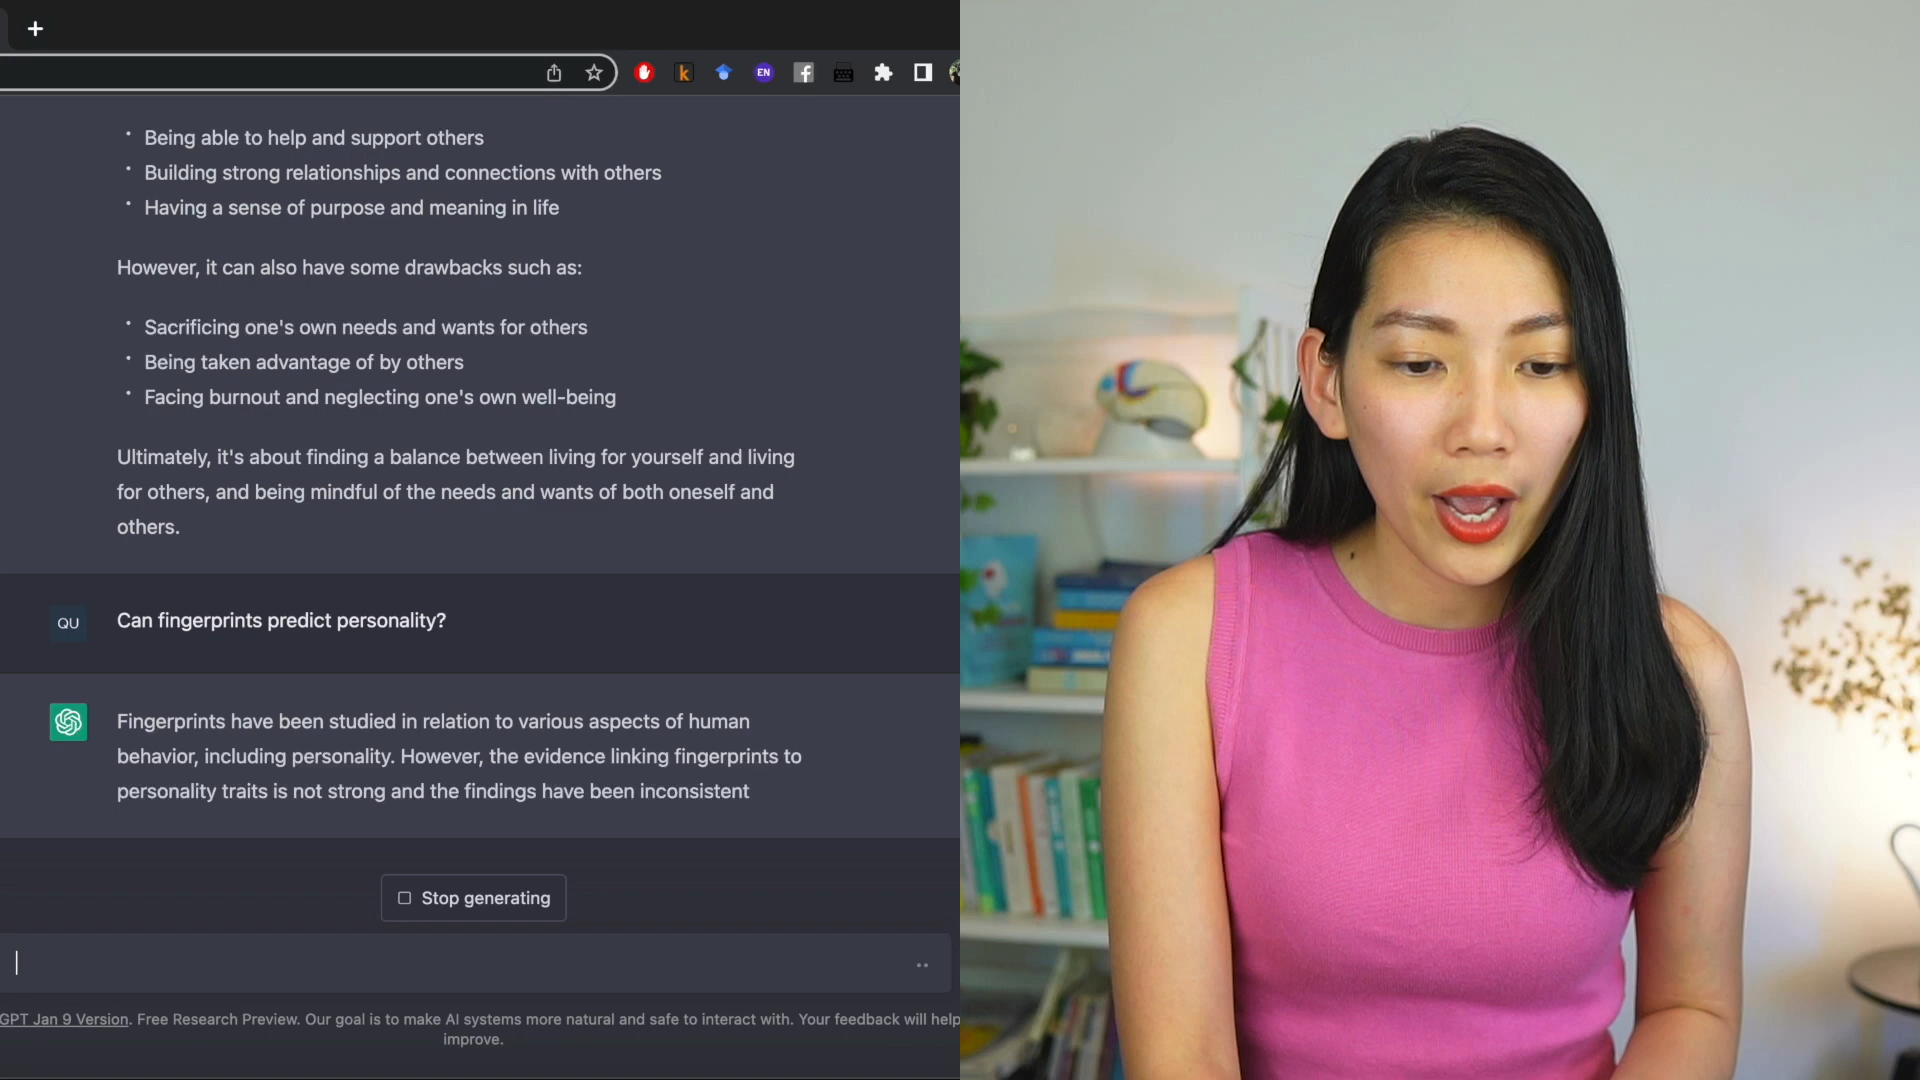 EN
Being able to help and support others
Building strong relationships and connections with others
Having a sense of purpose and meaning in life
However, it can also have some drawbacks such as:
Sacrificing one's own needs and wants for others
Being taken advantage of by others
Facing burnout and neglecting one's own well-being
Ultimately, it's about finding a balance between living for yourself and living
for others, and being mindful of the needs and wants of both oneself and
others.
QU
Can fingerprints predict personality?
Fingerprints have been studied in relation to various aspects of human
behavior, including personality. However, the evidence linking fingerprints to
personality traits is not strong and the findings have been inconsistent
Stop generating
GPT Jan 9 Version. Free Research Preview. Our goal is to make AI systems more natural and safe to interact with. Your feedback will help
improve.